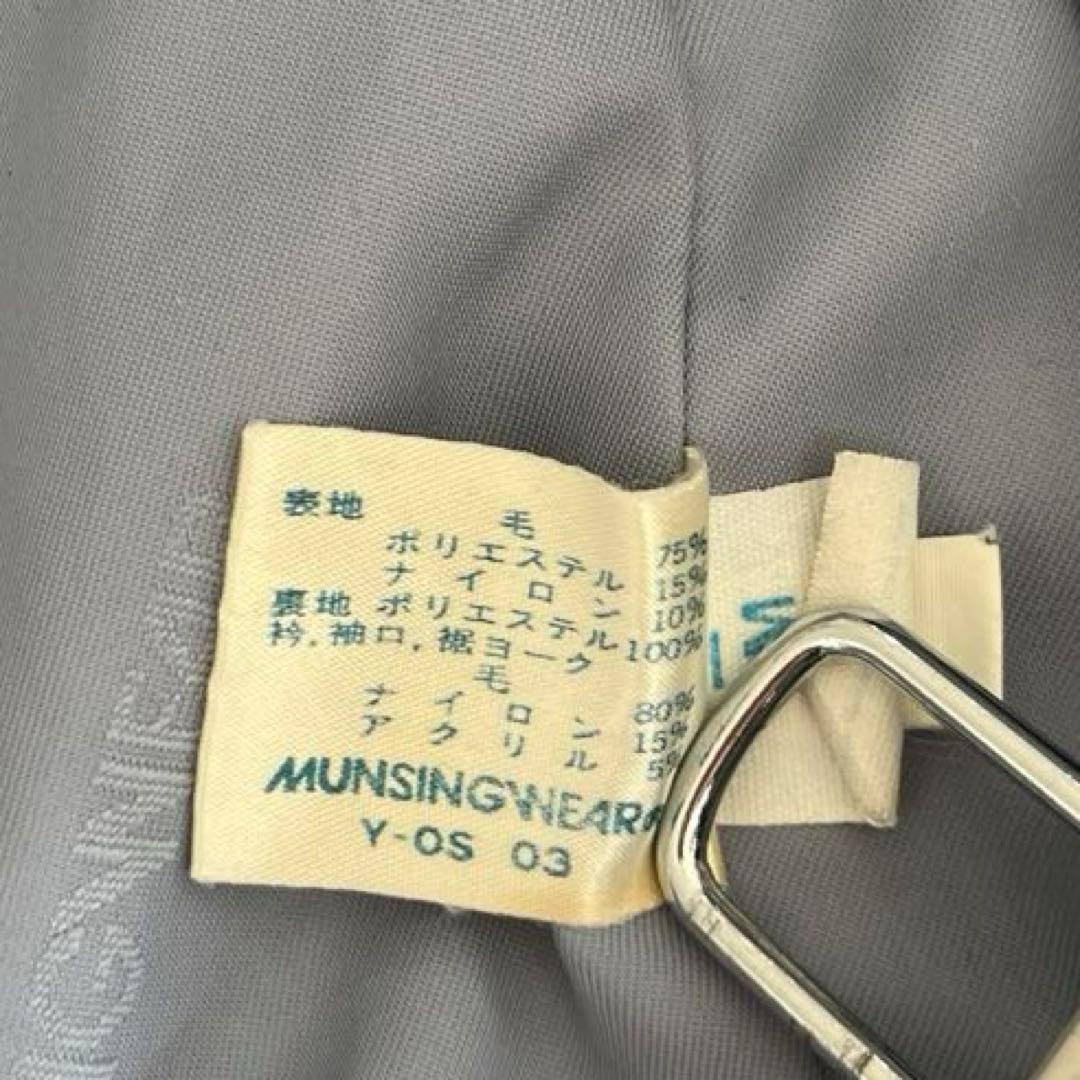 表地 毛 75%
ポリエステル 15%
ナイロン 10%
裏地 ポリエステル 100%
衿,袖口,裾ヨーク
毛 80%
ナイロン 15%
アクリル 5%
MUNSINGWEAR
Y-OS 03